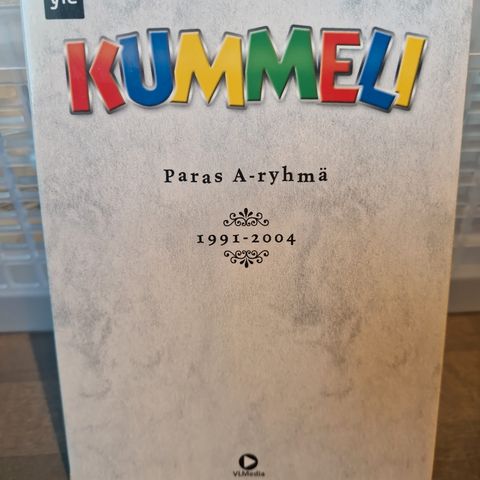 yle
KUMMELI
Paras A-ryhmä
1991-2004
VLMedia